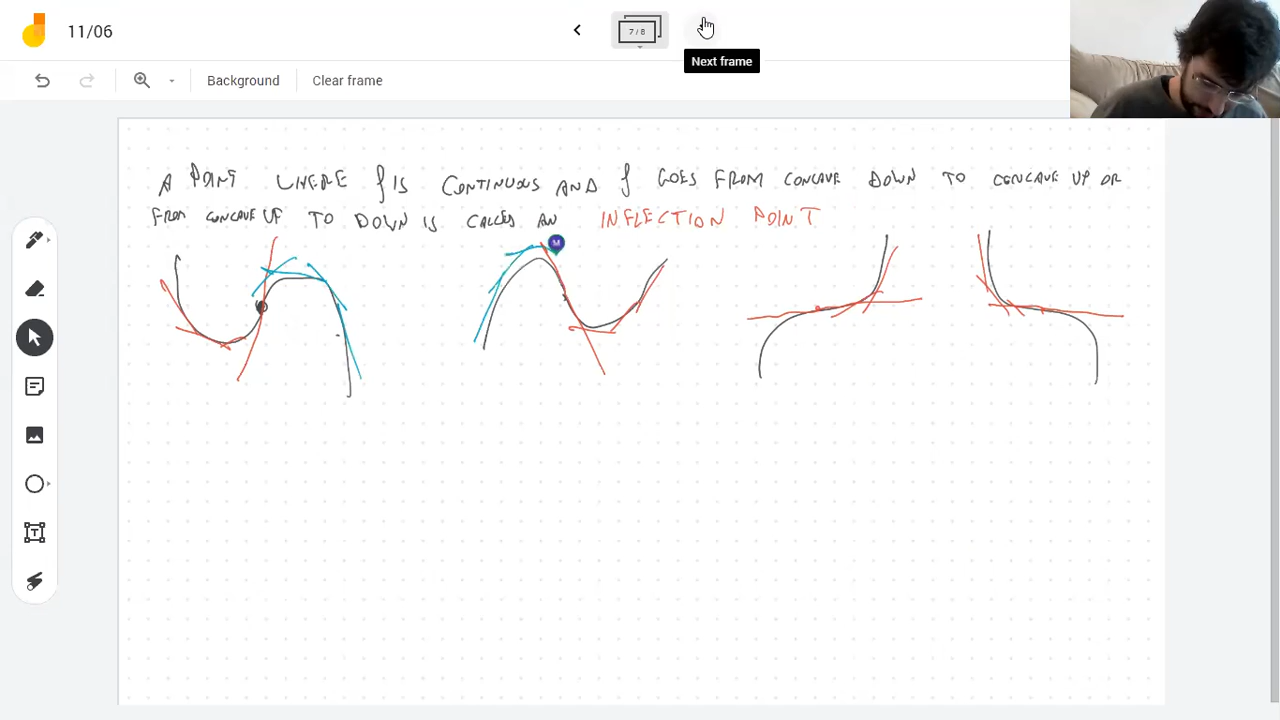 11/06
7 / 8
Next frame
Background
Clear frame
A POINT WHERE f IS CONTINUOUS AND f GOES FROM CONCAVE DOWN TO CONCAVE UP OR
FROM CONCAVE UP TO DOWN IS CALLED AN INFLECTION POINT
M